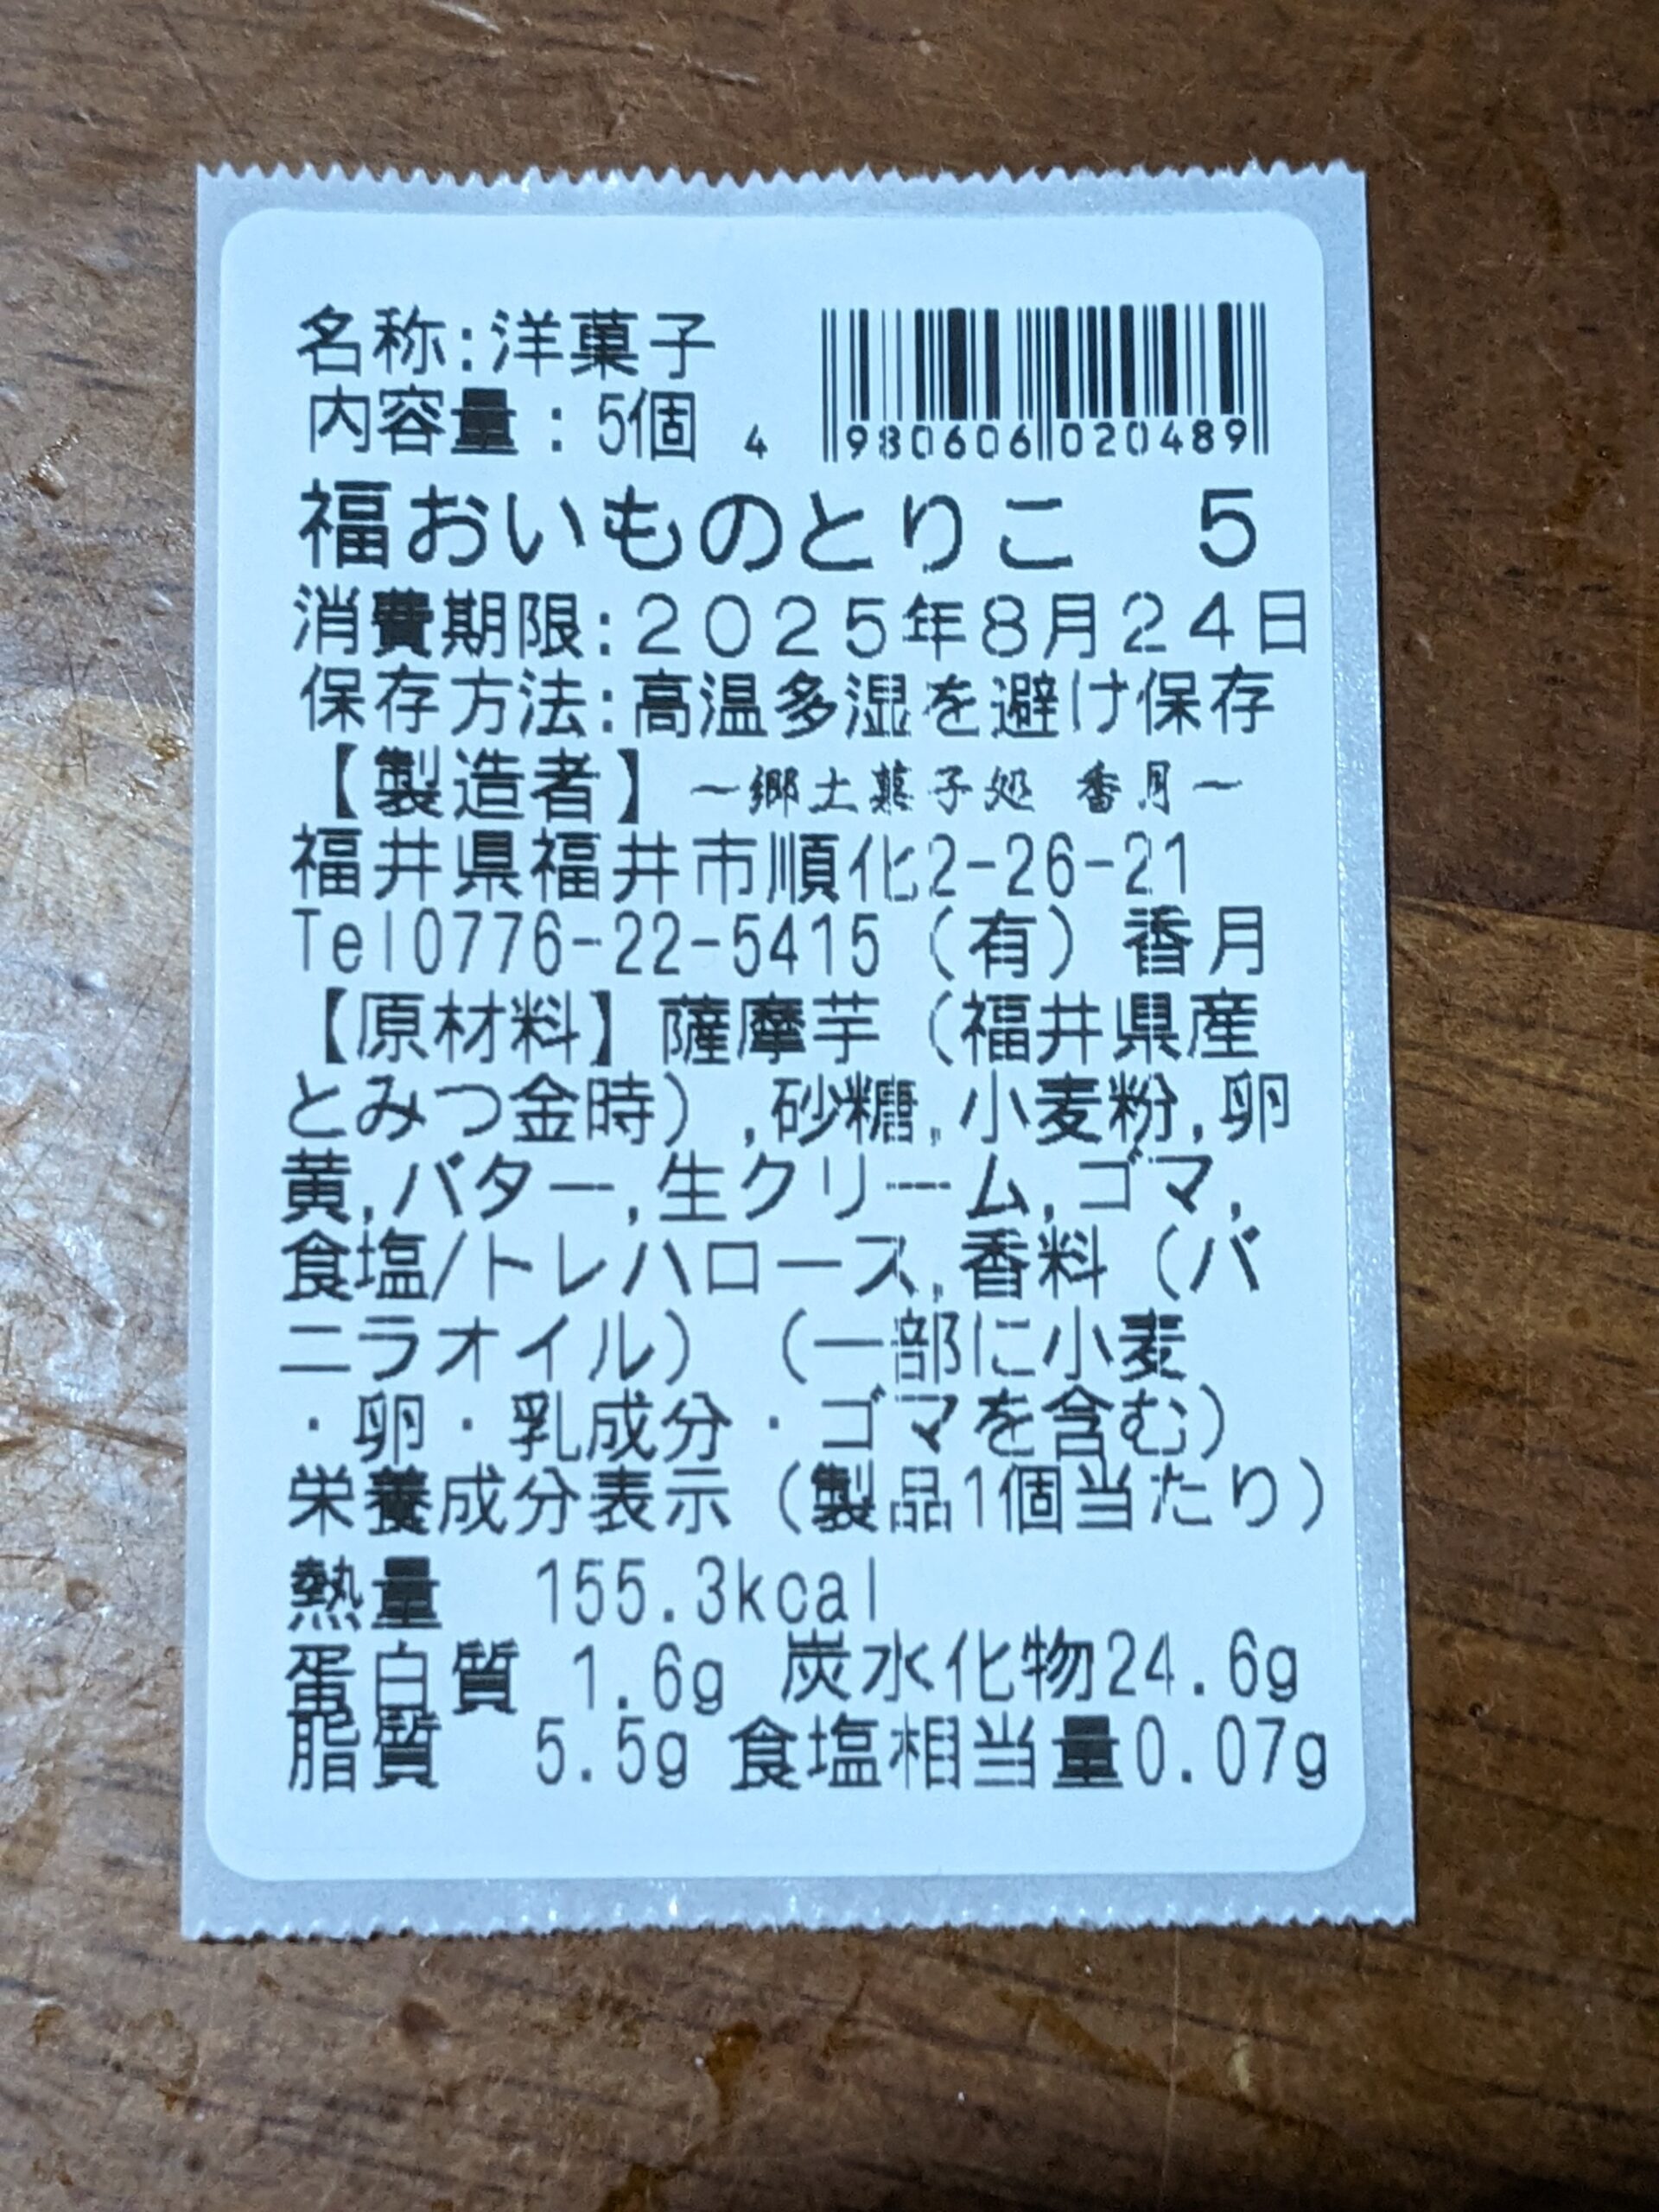 名称:洋菓子
内容量:5個
4 980606 020489
福おいものとりこ 5
消費期限:2025年8月24日
保存方法:高温多湿を避け保存
【製造者】~郷土菓子処 香月~
福井県福井市順化2-26-21
Tel0776-22-5415(有)香月
【原材料】薩摩芋(福井県産
とみつ金時),砂糖,小麦粉,卵
黄,バター,生クリーム,ゴマ,
食塩/トレハロース,香料(バ
ニラオイル)(一部に小麦
・卵・乳成分・ゴマを含む)
栄養成分表示(製品1個当たり)
熱量 155.3kcal
蛋白質 1.6g 炭水化物24.6g
脂質 5.5g 食塩相当量0.07g